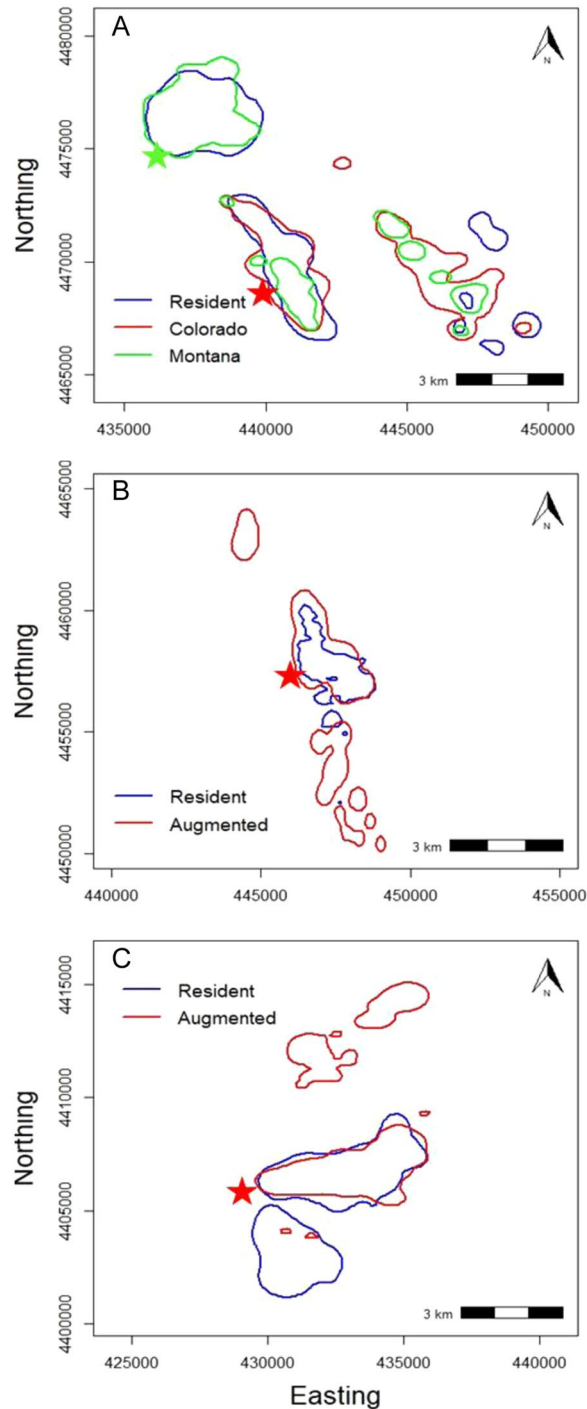 A
N
Northing
4480000
4475000
4470000
4465000
Resident
Colorado
Montana
3 km
435000 440000 445000 450000
B
N
Northing
4465000
4460000
4455000
4450000
Resident
Augmented
3 km
440000 445000 450000 455000
C
N
Northing
4415000
4410000
4405000
4400000
Resident
Augmented
3 km
425000 430000 435000 440000
Easting